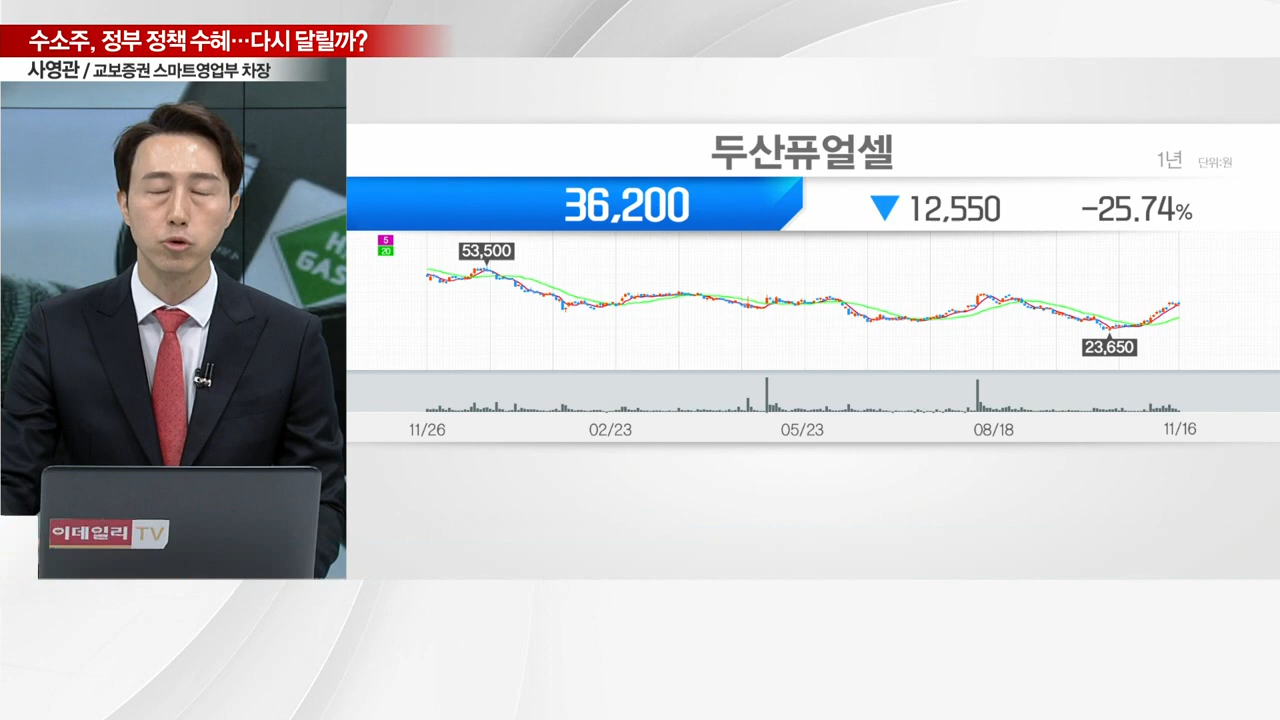 수소주, 정부 정책 수혜…다시 달릴까?
사영관 / 교보증권 스마트영업부 차장
두산퓨얼셀
1년 단위:원
36,200 ▼ 12,550 -25.74%
5
20
53,500
23,650
11/26 02/23 05/23 08/18 11/16
GAS
이데일리 TV